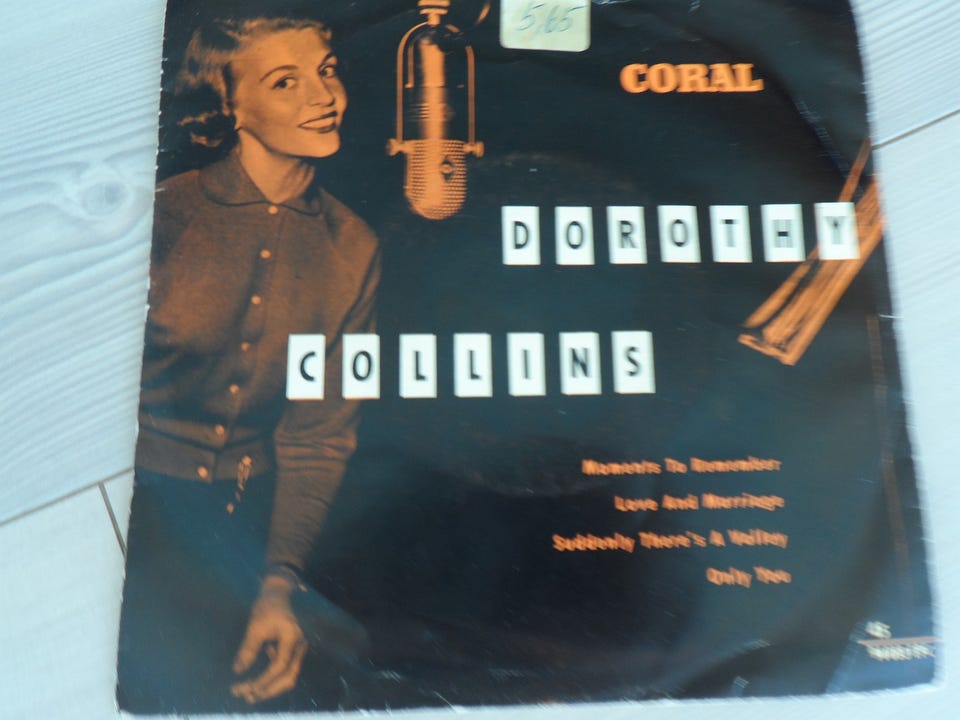 5,65
CORAL
DOROTHY
COLLINS
Moments To Remember
Love And Marriage
Suddenly There's A Valley
Only You